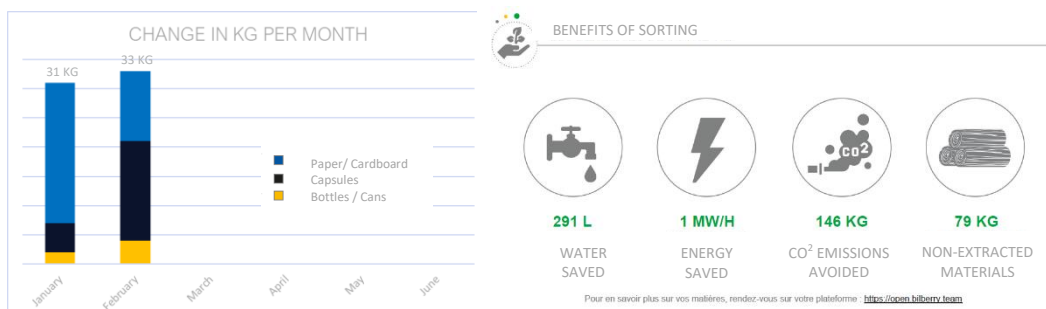 CHANGE IN KG PER MONTH
31 KG
33 KG
Paper/ Cardboard
Capsules
Bottles / Cans
January
February
March
April
May
June
BENEFITS OF SORTING
CO2
291 L
1 MW/H
146 KG
79 KG
WATER
SAVED
ENERGY
SAVED
CO² EMISSIONS
AVOIDED
NON-EXTRACTED
MATERIALS
Pour en savoir plus sur vos matières, rendez-vous sur votre plateforme : https://open.bilberry.team